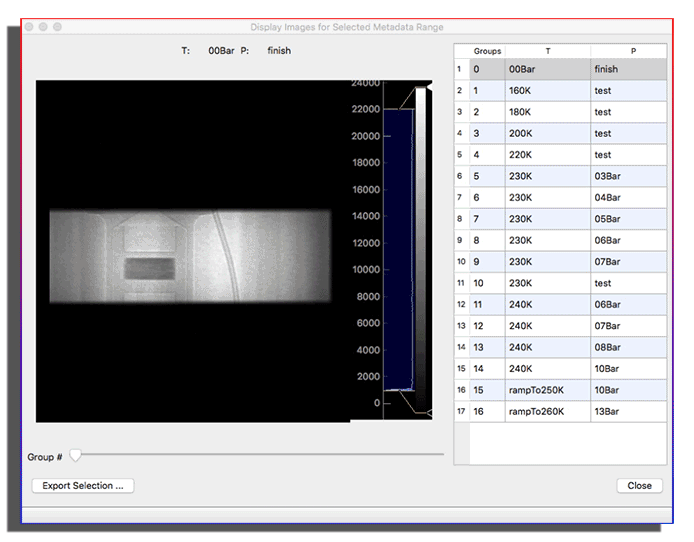 Display Images for Selected Metadata Range
T: 00Bar P: finish
24000
22000
20000
18000
16000
14000
12000
10000
8000
6000
4000
2000
0
Group #
Export Selection ...
Groups T P
1 0 00Bar finish
2 1 160K test
3 2 180K test
4 3 200K test
5 4 220K test
6 5 230K 03Bar
7 6 230K 04Bar
8 7 230K 05Bar
9 8 230K 06Bar
10 9 230K 07Bar
11 10 230K test
12 11 240K 06Bar
13 12 240K 07Bar
14 13 240K 08Bar
15 14 240K 10Bar
16 15 rampTo250K 10Bar
17 16 rampTo260K 13Bar
Close